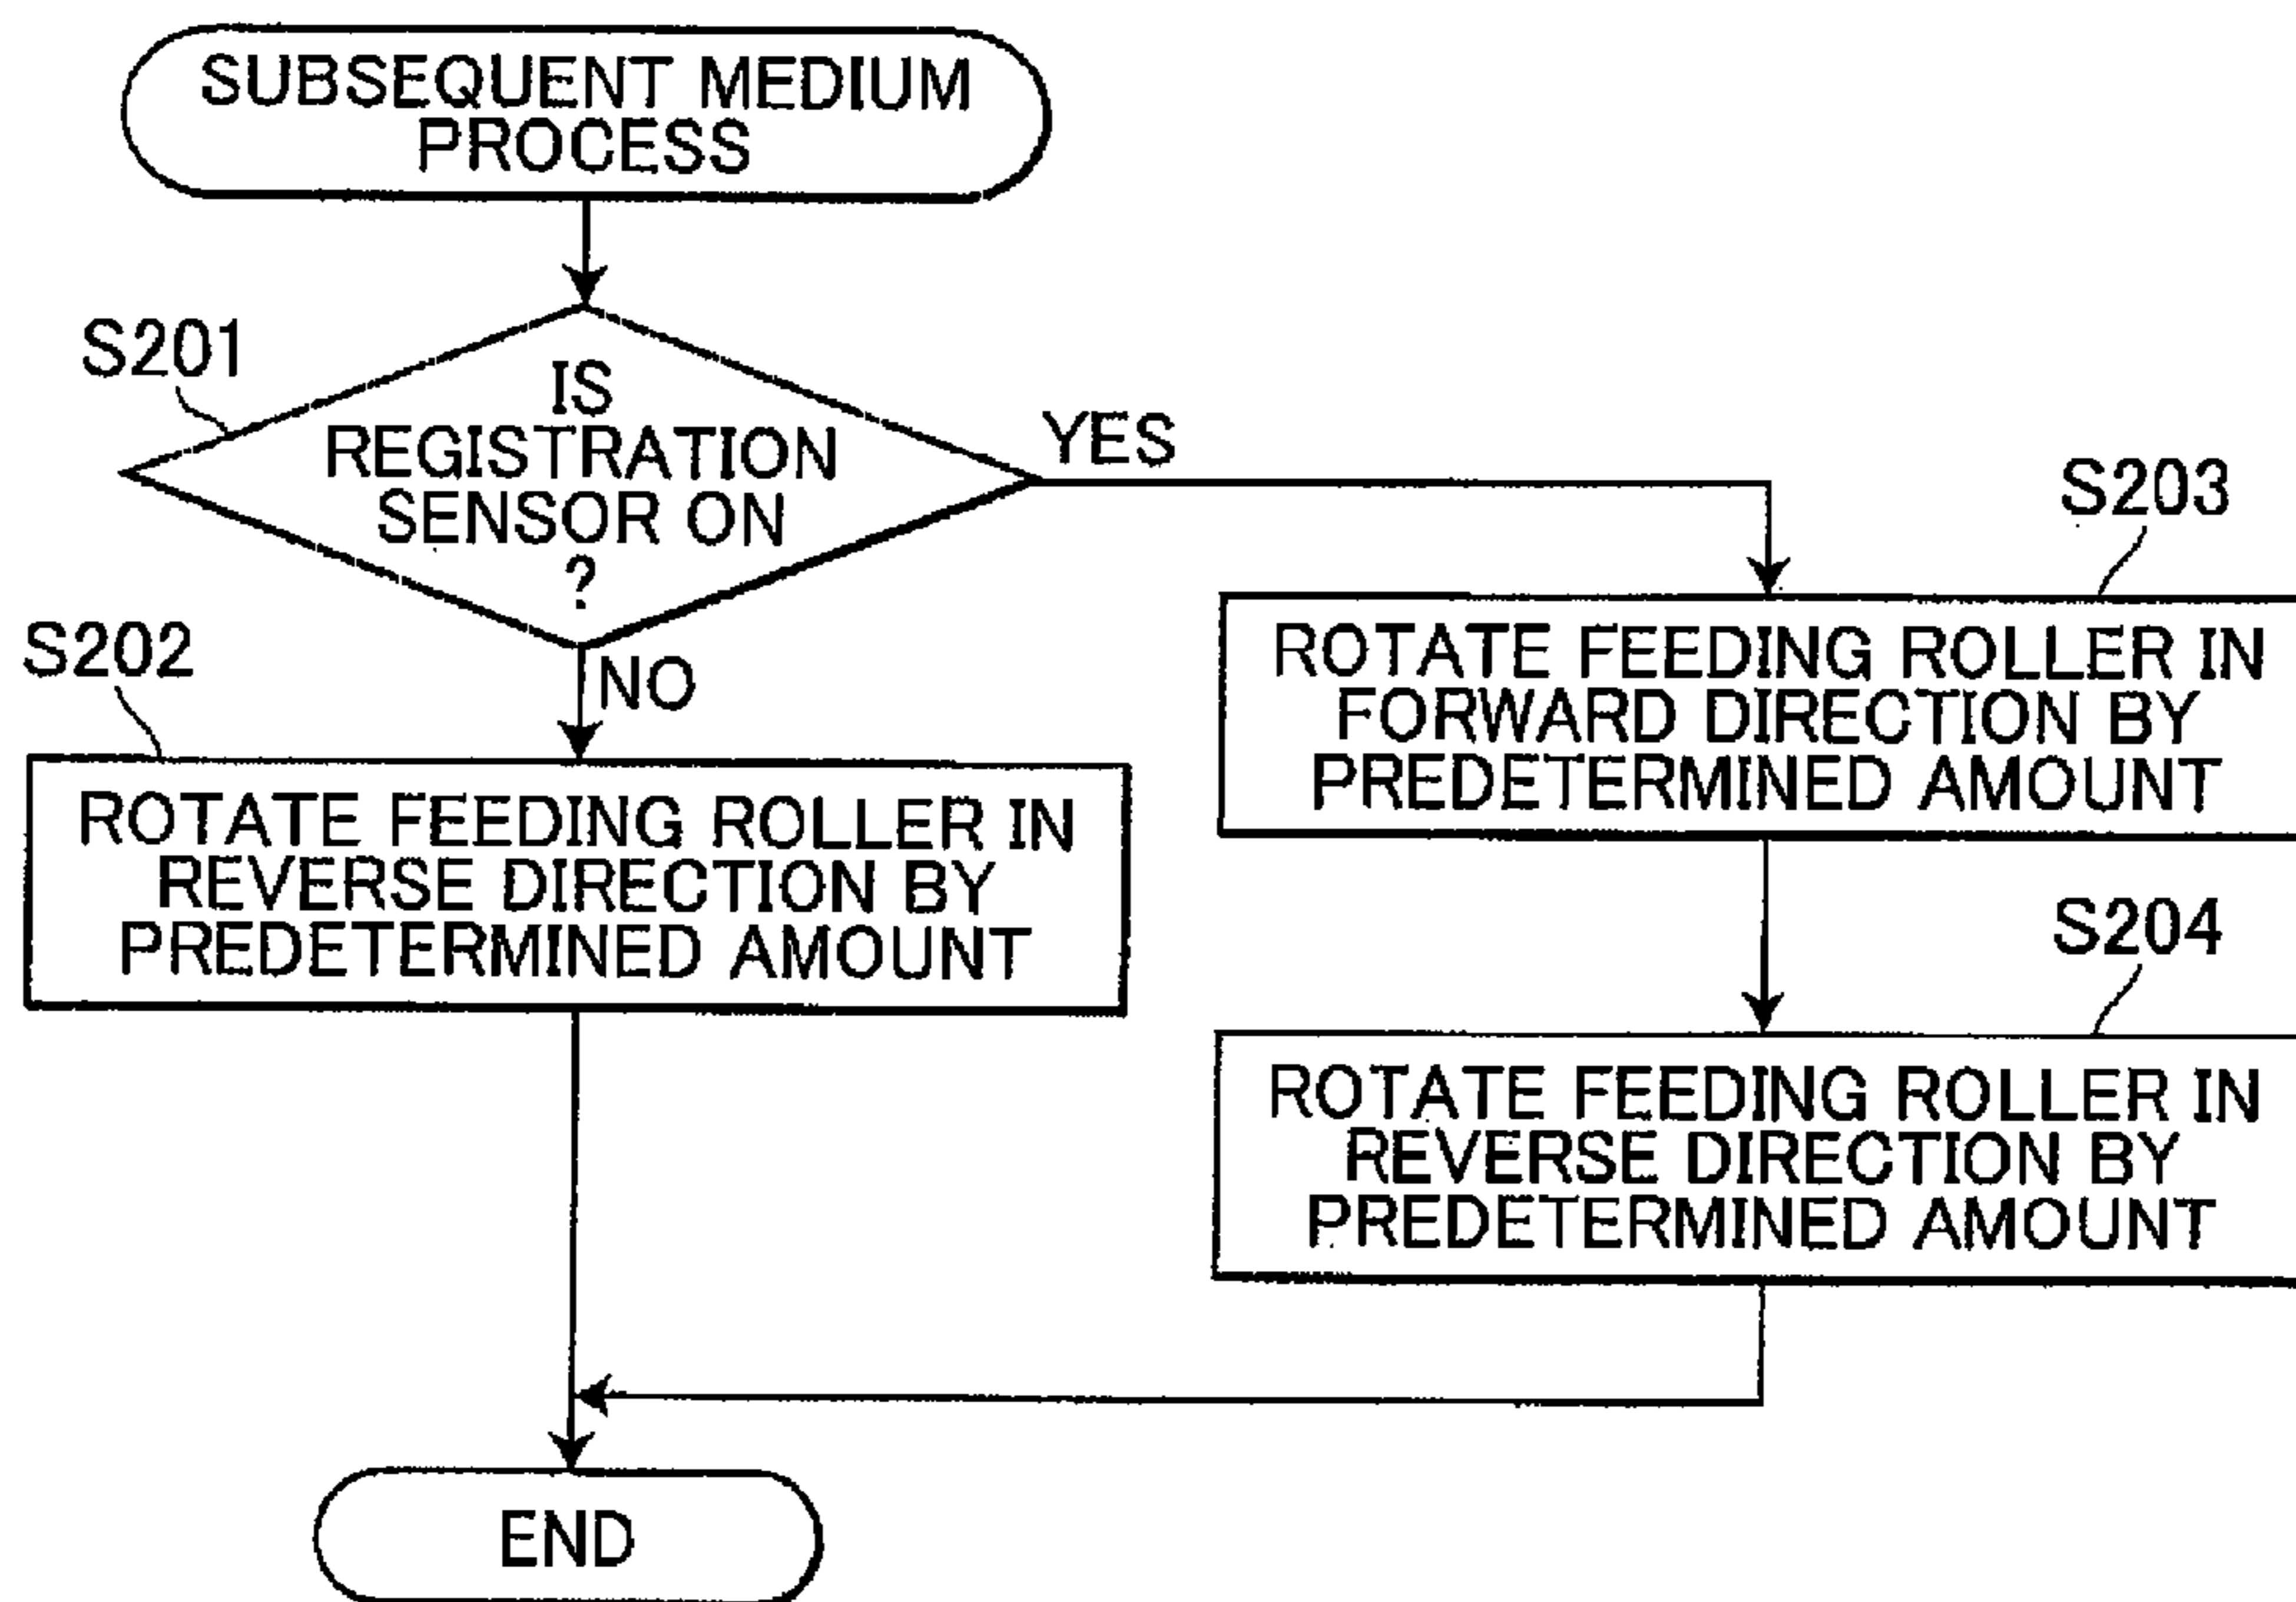 SUBSEQUENT MEDIUM
PROCESS
S201
IS
REGISTRATION
SENSOR ON
?
YES
NO
S202
ROTATE FEEDING ROLLER IN
REVERSE DIRECTION BY
PREDETERMINED AMOUNT
S203
ROTATE FEEDING ROLLER IN
FORWARD DIRECTION BY
PREDETERMINED AMOUNT
S204
ROTATE FEEDING ROLLER IN
REVERSE DIRECTION BY
PREDETERMINED AMOUNT
END